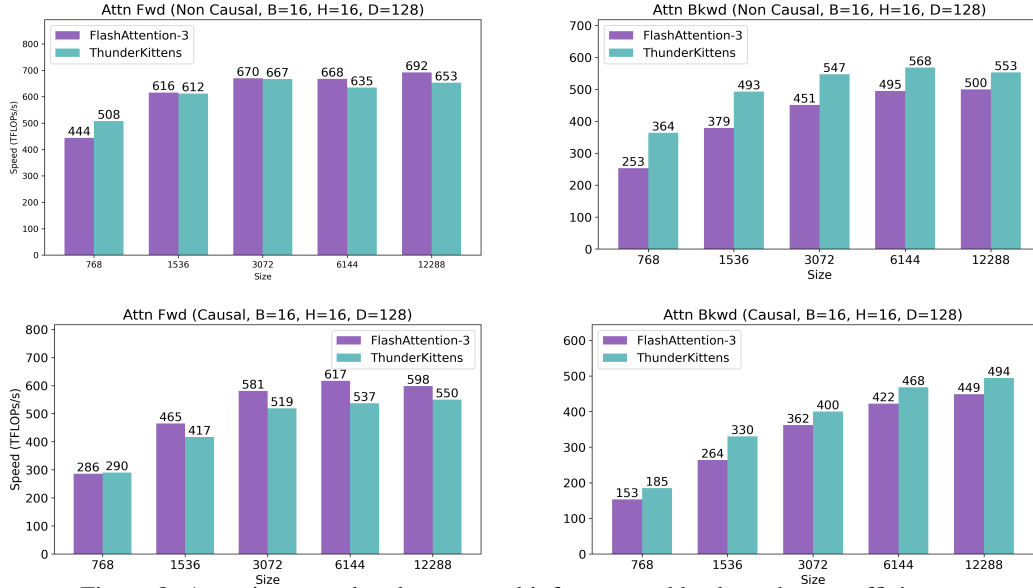 Attn Fwd (Non Causal, B=16, H=16, D=128)
FlashAttention-3
ThunderKittens
Speed (TFLOPs/s)
800
700
600
500
400
300
200
100
0
444 508 616 612 670 667 668 635 692 653
768 1536 3072 6144 12288
Size
Attn Bkwd (Non Causal, B=16, H=16, D=128)
FlashAttention-3
ThunderKittens
700
600
500
400
300
200
100
0
253 364 379 493 451 547 495 568 500 553
768 1536 3072 6144 12288
Size
Attn Fwd (Causal, B=16, H=16, D=128)
FlashAttention-3
ThunderKittens
Speed (TFLOPs/s)
800
700
600
500
400
300
200
100
0
286 290 465 417 581 519 617 537 598 550
768 1536 3072 6144 12288
Size
Attn Bkwd (Causal, B=16, H=16, D=128)
FlashAttention-3
ThunderKittens
600
500
400
300
200
100
0
153 185 264 330 362 400 422 468 449 494
768 1536 3072 6144 12288
Size